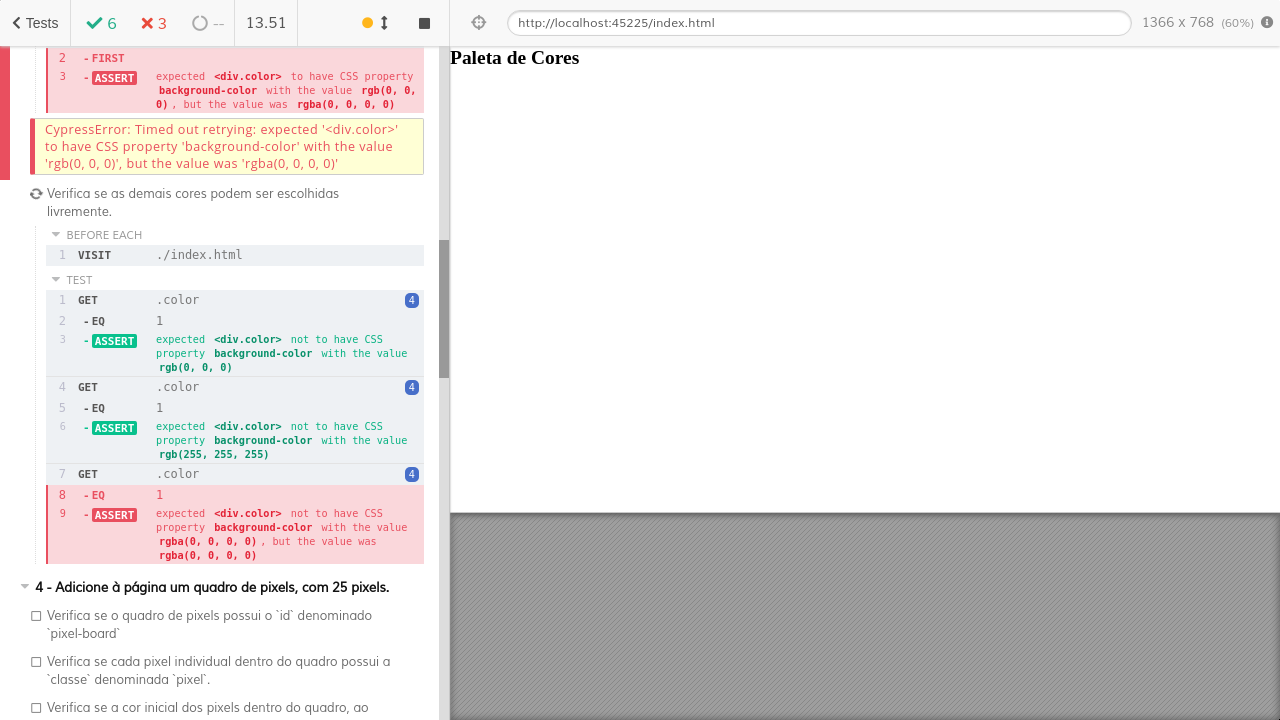 Tests
6
3
--
13.51
http://localhost:45225/index.html
1366 x 768 (60%)
2 - FIRST
3 - ASSERT expected <div.color> to have CSS property
background-color with the value rgb(0, 0,
0), but the value was rgba(0, 0, 0, 0)
CypressError: Timed out retrying: expected '<div.color>'
to have CSS property 'background-color' with the value
'rgb(0, 0, 0)', but the value was 'rgba(0, 0, 0, 0)'
Verifica se as demais cores podem ser escolhidas
livremente.
BEFORE EACH
1 VISIT ./index.html
TEST
1 GET .color 4
2 - EQ 1
3 - ASSERT expected <div.color> not to have CSS
property background-color with the value
rgb(0, 0, 0)
4 GET .color 4
5 - EQ 1
6 - ASSERT expected <div.color> not to have CSS
property background-color with the value
rgb(255, 255, 255)
7 GET .color 4
8 - EQ 1
9 - ASSERT expected <div.color> not to have CSS
property background-color with the value
rgba(0, 0, 0, 0), but the value was
rgba(0, 0, 0, 0)
4 - Adicione à página um quadro de pixels, com 25 pixels.
Verifica se o quadro de pixels possui o `id` denominado
`pixel-board`
Verifica se cada pixel individual dentro do quadro possui a
`classe` denominada `pixel`.
Verifica se a cor inicial dos pixels dentro do quadro, ao
Paleta de Cores